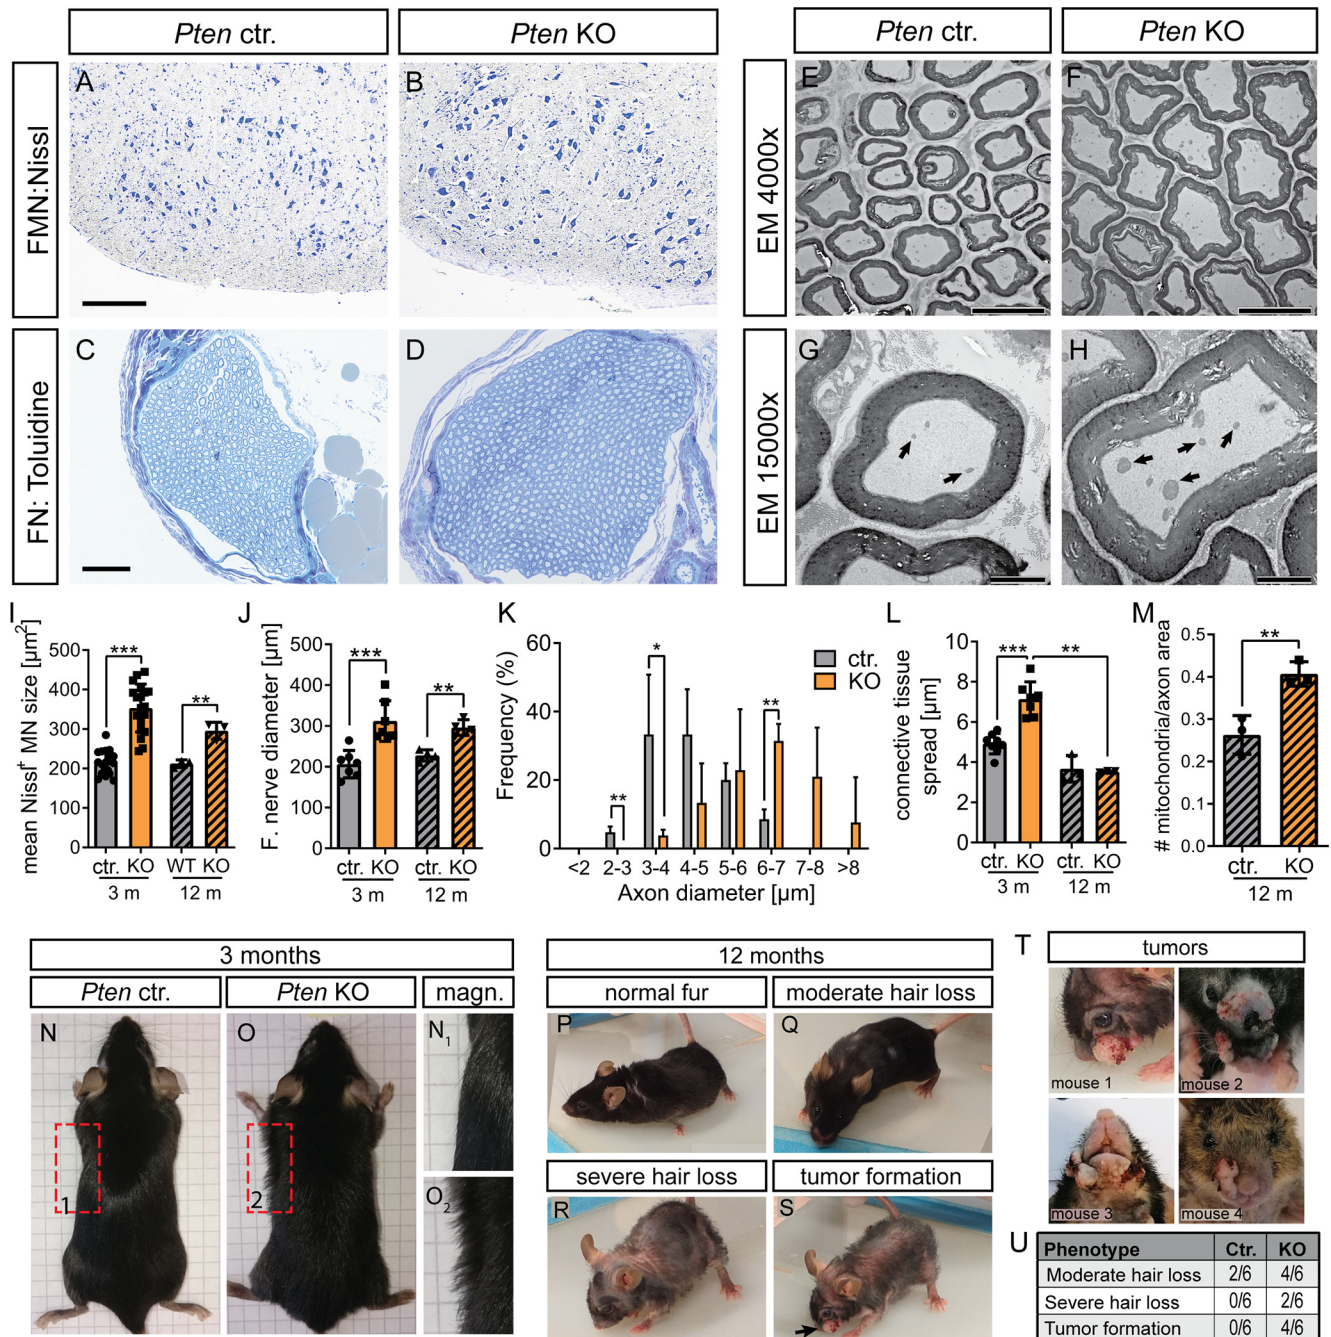 Pten ctr.
Pten KO
Pten ctr.
Pten KO
FMN:Nissl
A
B
EM 4000x
E
F
FN: Toluidine
C
D
EM 15000x
G
H
I
mean Nissl+ MN size [µm2]
500
400
300
200
100
0
***
**
ctr. KO
WT KO
3 m
12 m
J
F. nerve diameter [µm]
500
400
300
200
100
0
***
**
ctr. KO
ctr. KO
3 m
12 m
K
Frequency (%)
60
40
20
0
*
**
**
ctr.
KO
<2 2-3 3-4 4-5 5-6 6-7 7-8 >8
Axon diameter [µm]
L
connective tissue
spread [µm]
10
8
6
4
2
0
***
**
ctr. KO
ctr. KO
3 m
12 m
M
# mitochondria/axon area
0.5
0.4
0.3
0.2
0.1
0.0
**
ctr. KO
12 m
3 months
Pten ctr.
Pten KO
magn.
N
1
O
2
N1
O2
12 months
normal fur
moderate hair loss
P
Q
severe hair loss
tumor formation
R
S
T
tumors
mouse 1
mouse 2
mouse 3
mouse 4
U
Phenotype Ctr. KO
Moderate hair loss 2/6 4/6
Severe hair loss 0/6 2/6
Tumor formation 0/6 4/6